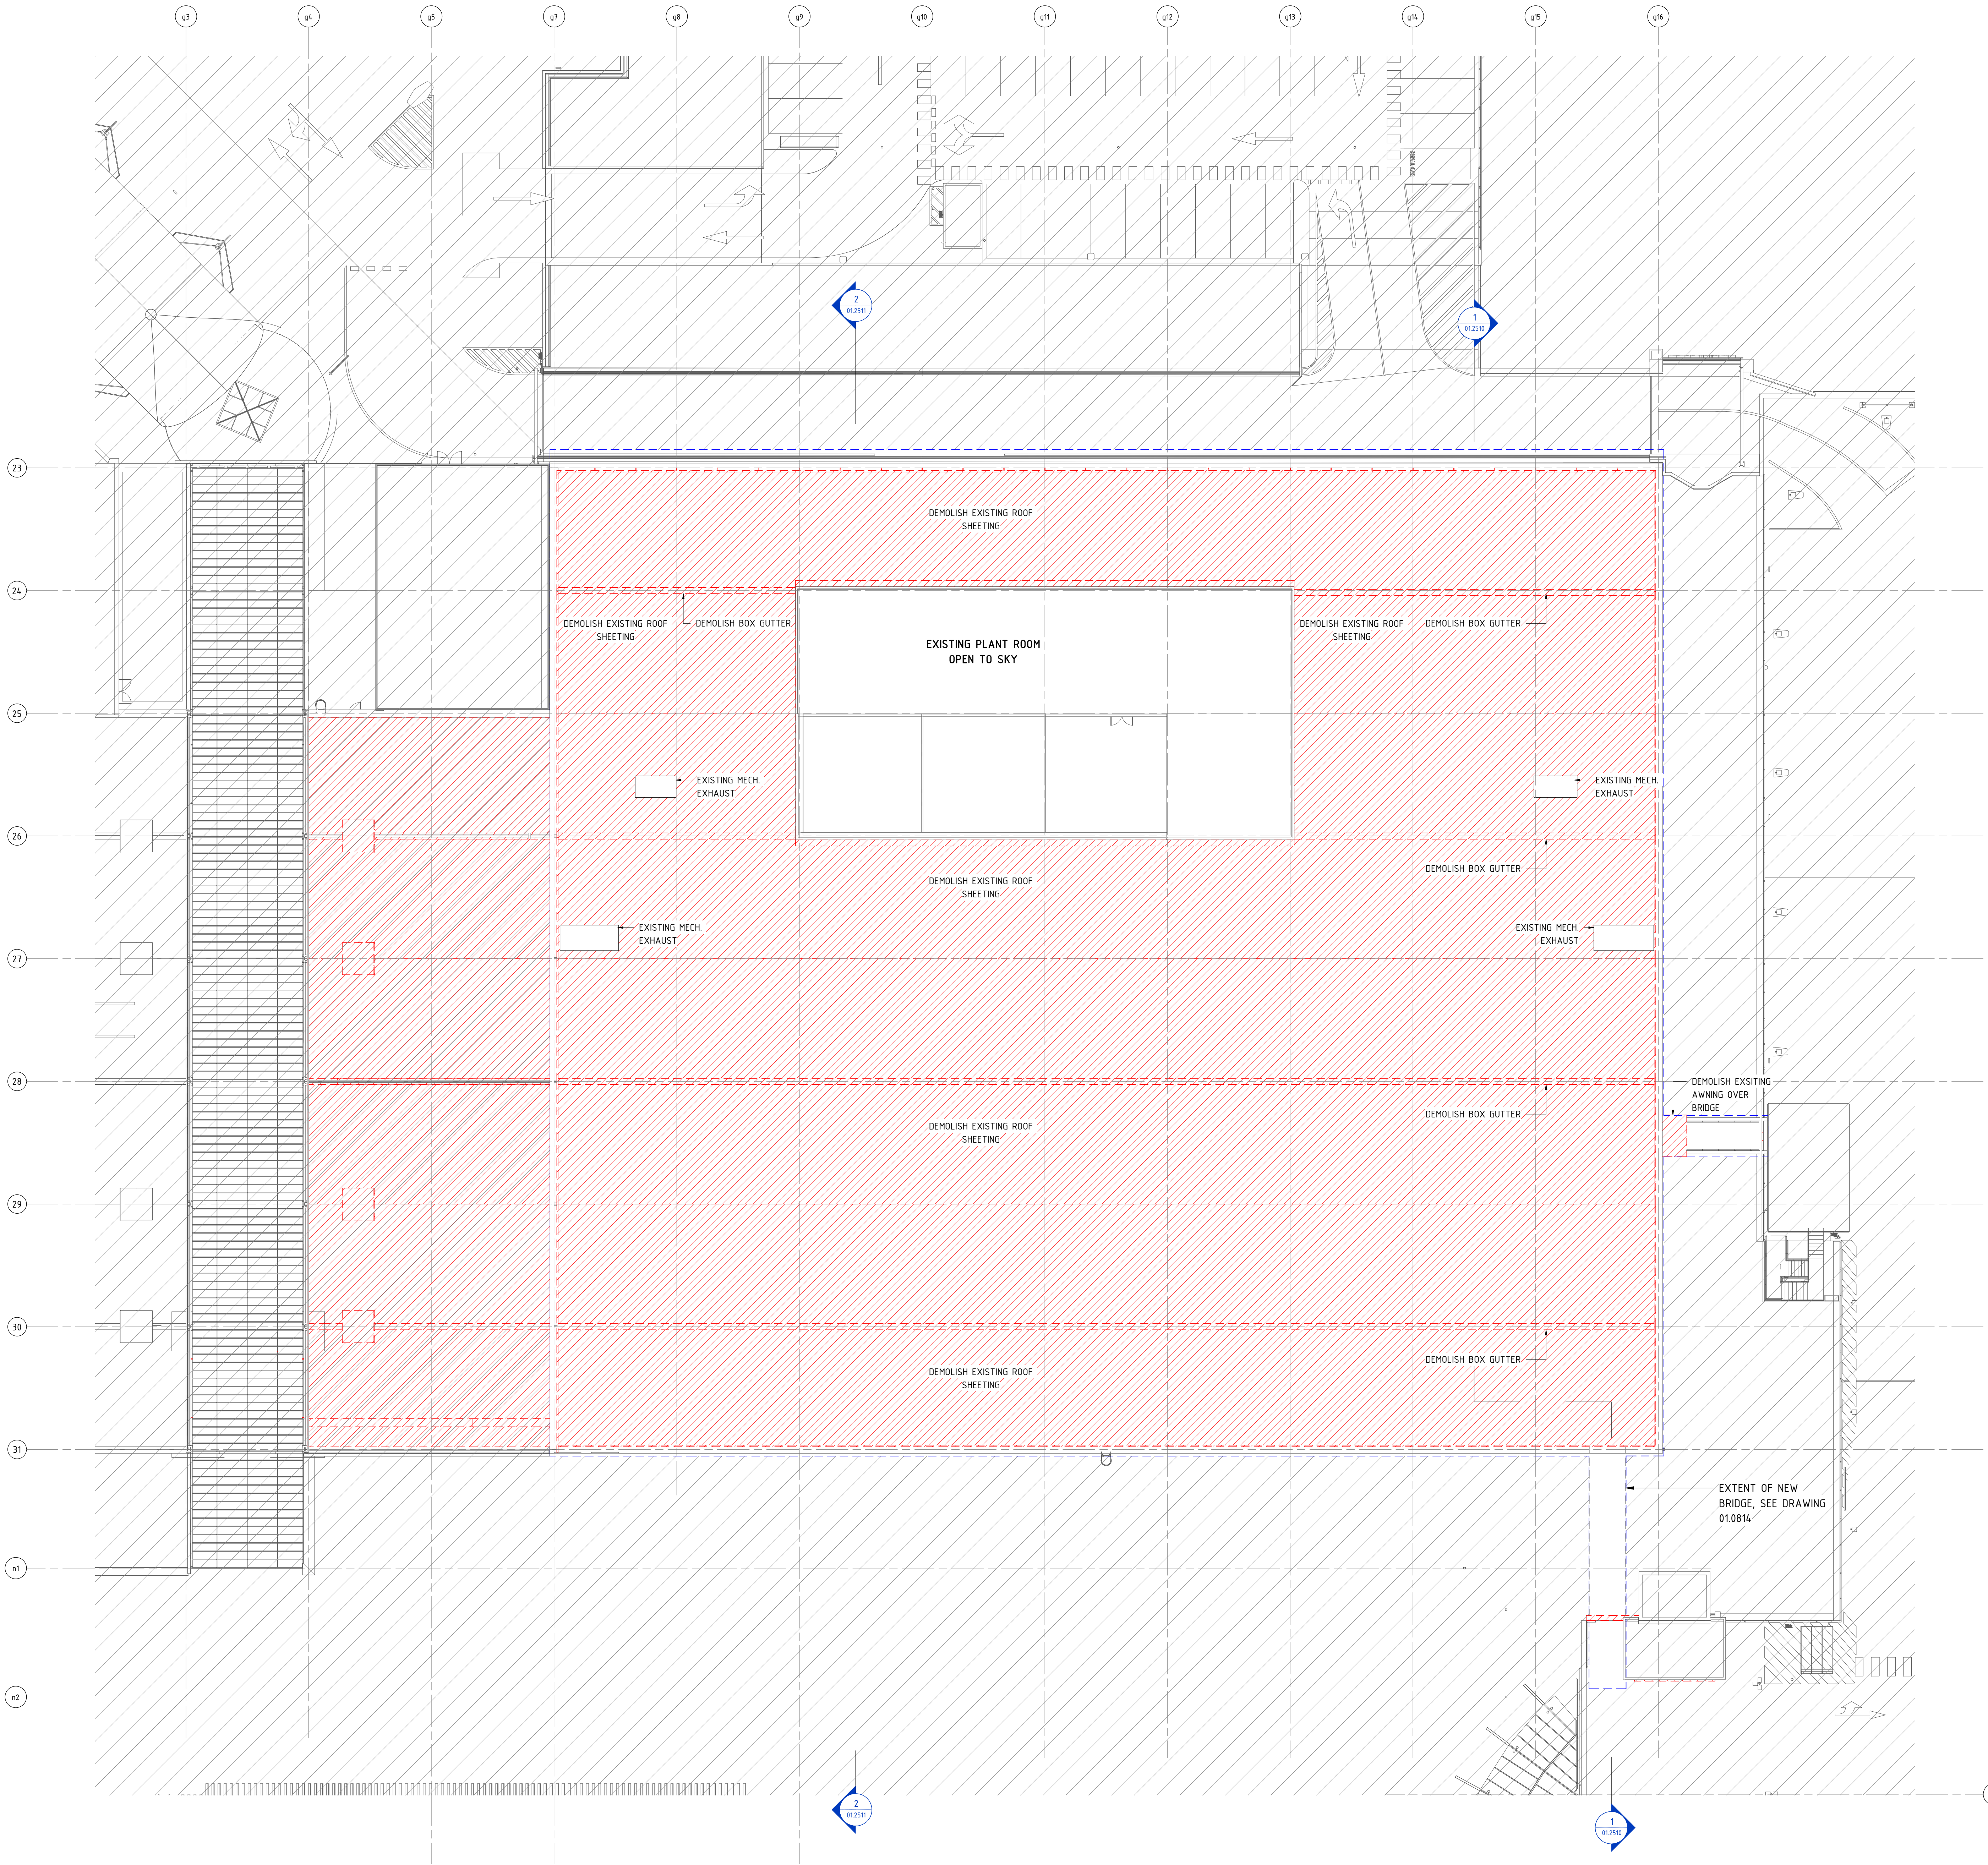 g3 g4 g5 g7 g8 g9 g10 g11 g12 g13 g14 g15 g16
2
01.2511
1
01.2510
23
DEMOLISH EXISTING ROOF
SHEETING
24
DEMOLISH EXISTING ROOF
SHEETING
DEMOLISH BOX GUTTER
DEMOLISH EXISTING ROOF
SHEETING
DEMOLISH BOX GUTTER
EXISTING PLANT ROOM
OPEN TO SKY
25
EXISTING MECH.
EXHAUST
EXISTING MECH.
EXHAUST
26
DEMOLISH BOX GUTTER
DEMOLISH EXISTING ROOF
SHEETING
EXISTING MECH.
EXHAUST
EXISTING MECH.
EXHAUST
27
28
DEMOLISH EXSITING
AWNING OVER
BRIDGE
DEMOLISH BOX GUTTER
DEMOLISH EXISTING ROOF
SHEETING
29
30
DEMOLISH BOX GUTTER
DEMOLISH EXISTING ROOF
SHEETING
31
EXTENT OF NEW
BRIDGE, SEE DRAWING
01.0814
n1
n2
2
01.2511
1
01.2510